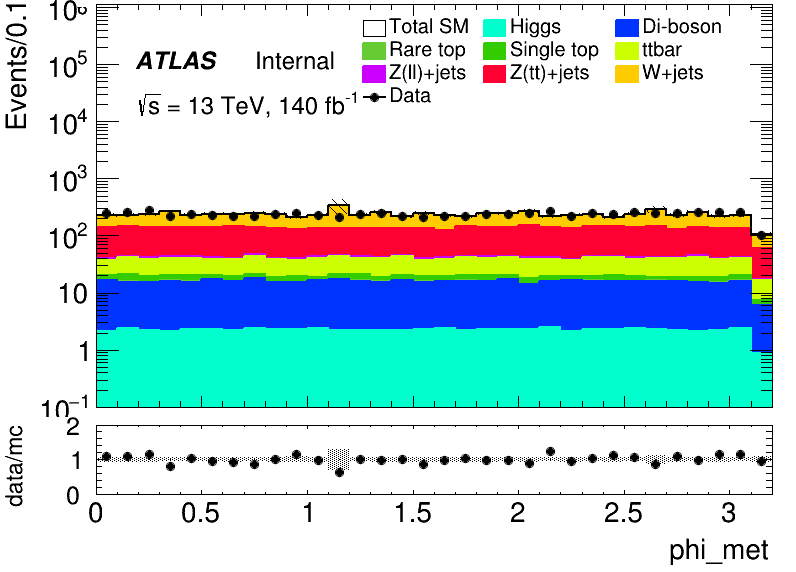 Events/0.1
10⁶
10⁵
10⁴
10³
10²
10
1
10⁻¹
ATLAS Internal
√s = 13 TeV, 140 fb⁻¹
Total SM Higgs Di-boson
Rare top Single top ttbar
Z(ll)+jets Z(tt)+jets W+jets
Data
data/mc
2
1
0
0 0.5 1 1.5 2 2.5 3
phi_met